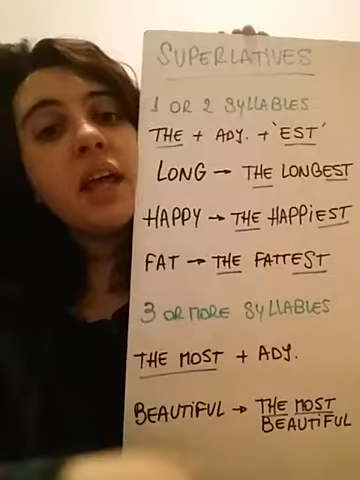 SUPERLATIVES
1 OR 2 SYLLABLES
THE + ADJ. + 'EST'
LONG → THE LONGEST
HAPPY → THE HAPPIEST
FAT → THE FATTEST
3 OR MORE SYLLABLES
THE MOST + ADJ.
BEAUTIFUL → THE MOST
BEAUTIFUL